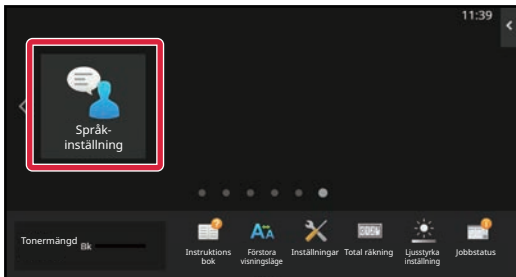 11:39
Språk-
inställning
Tonermängd
Bk
Instruktions
bok
Förstora
visningsläge
Inställningar
Total räkning
Ljusstyrka
inställning
Jobbstatus